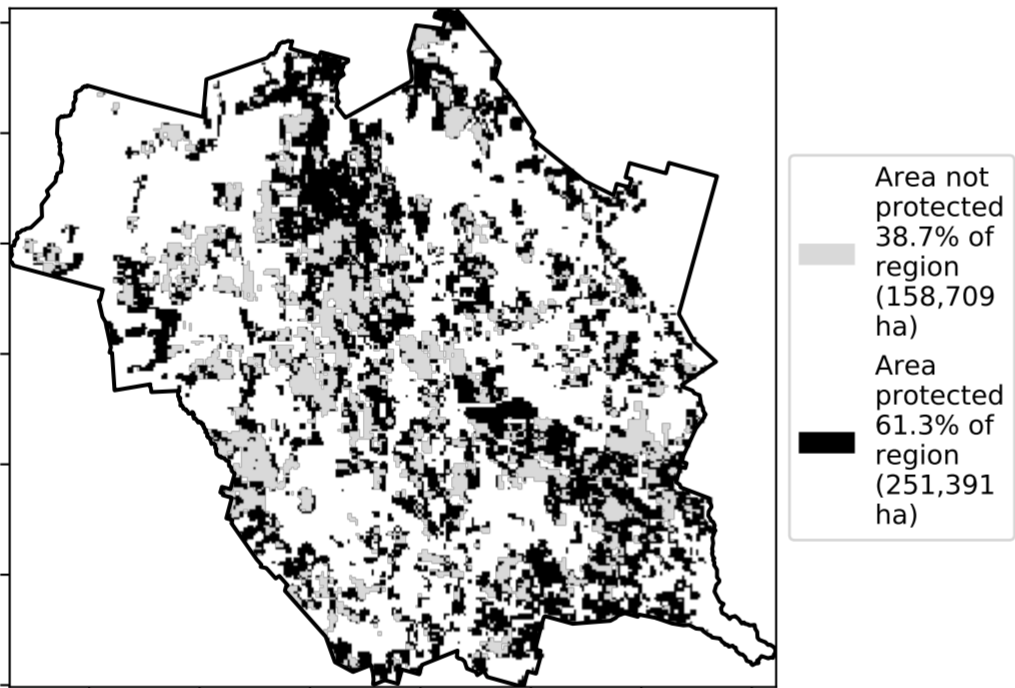 Area not
protected
38.7% of
region
(158,709
ha)
Area
protected
61.3% of
region
(251,391
ha)